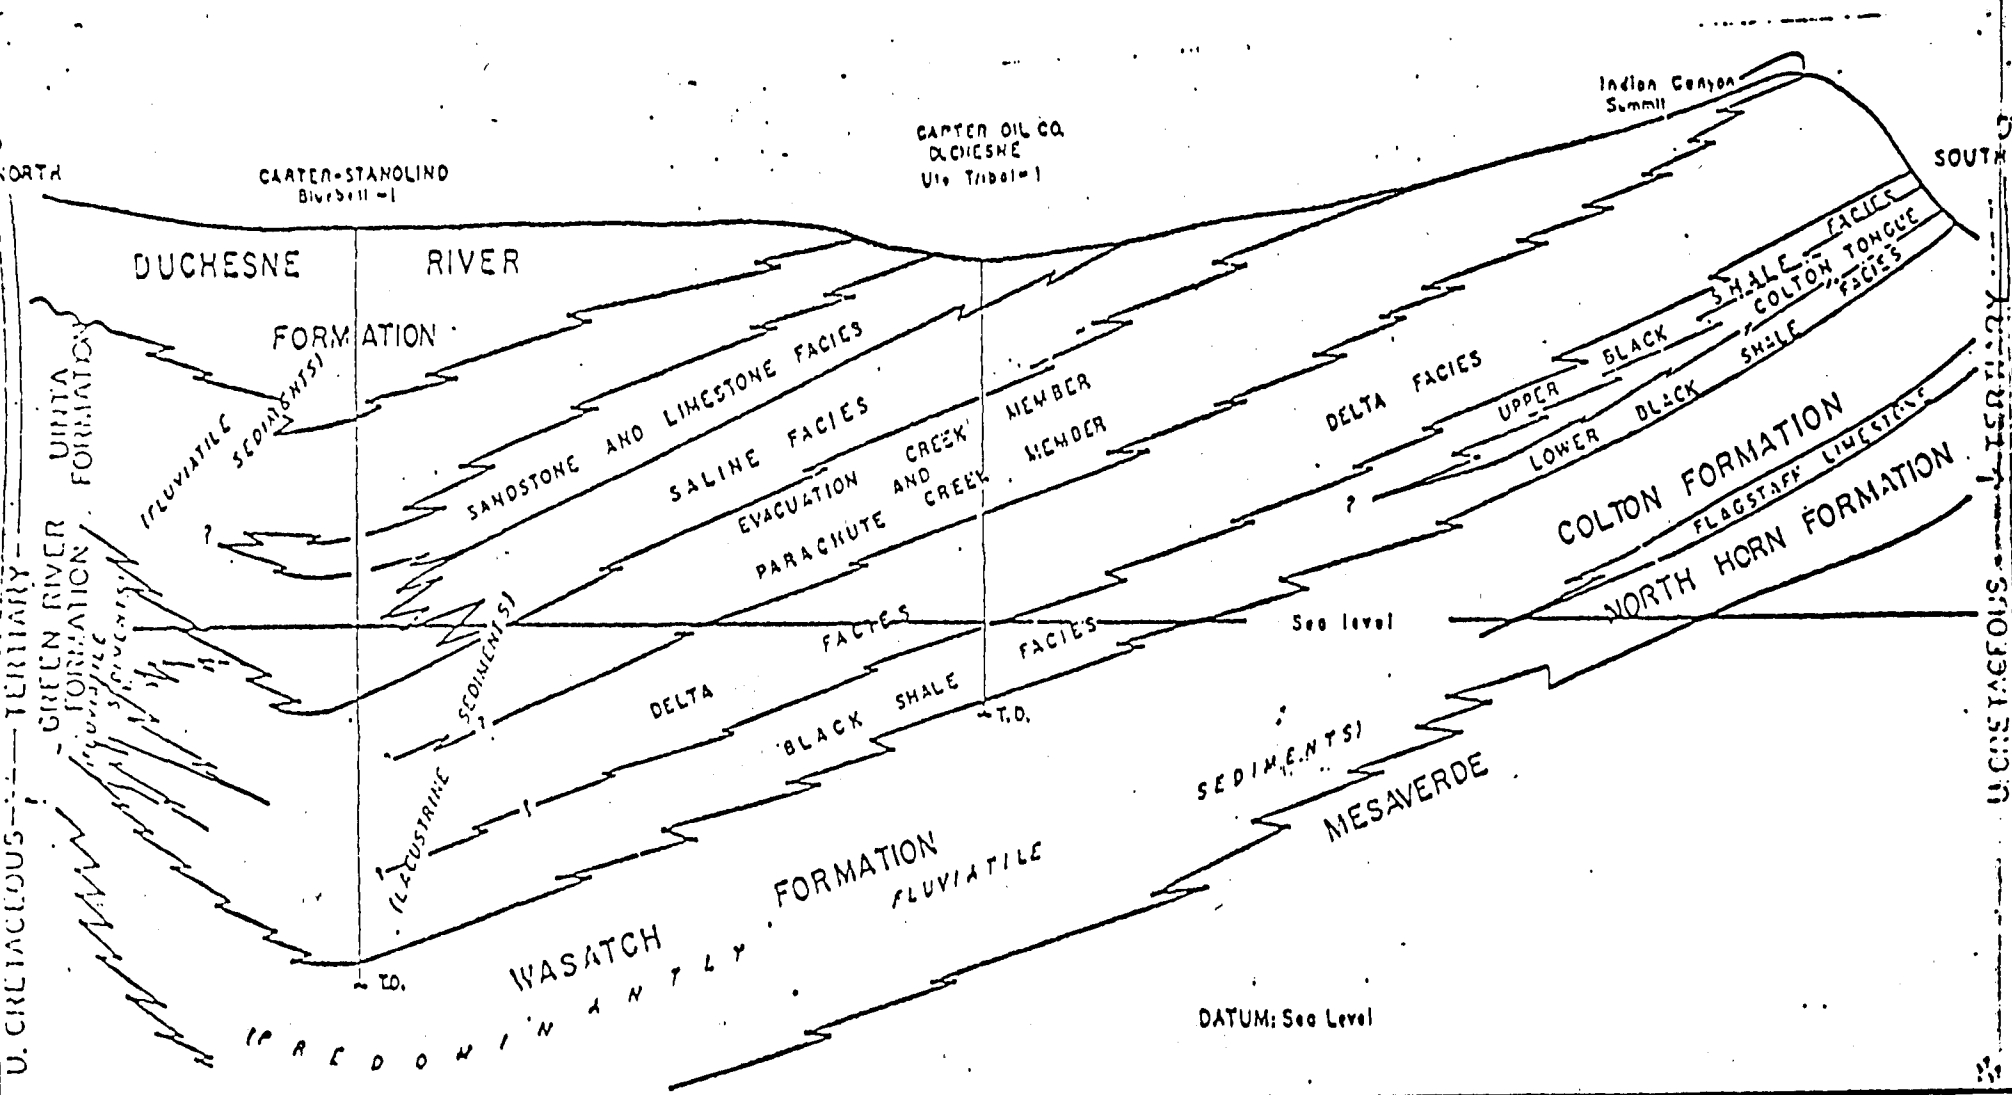 NORTH
CARTER-STANOLIND
Bluebell-1
CARTER OIL CO.
DUCHESNE
Ute Tribal-1
Indian Canyon
Summit
SOUTH
DUCHESNE RIVER
FORMATION
(FLUVIATILE
SEDIMENTS)
UINTA
FORMATION
GREEN RIVER
FORMATION
(FLUVIATILE
SEDIMENTS)
U. CRETACEOUS
TERTIARY
SANDSTONE AND LIMESTONE FACIES
SALINE FACIES
EVACUATION CREEK MEMBER
AND
PARACHUTE CREEK MEMBER
DELTA FACIES
UPPER BLACK SHALE FACIES
COLTON TONGUE
LOWER BLACK SHALE FACIES
COLTON FORMATION
FLAGSTAFF LIMESTONE
NORTH HORN FORMATION
Sea level
DELTA FACIES
BLACK SHALE FACIES
(LACUSTRINE SEDIMENTS)
T.D.
T.D.
WASATCH FORMATION
(PREDOMINANTLY FLUVIATILE SEDIMENTS)
MESAVERDE
DATUM: Sea Level
U. CRETACEOUS
TERTIARY